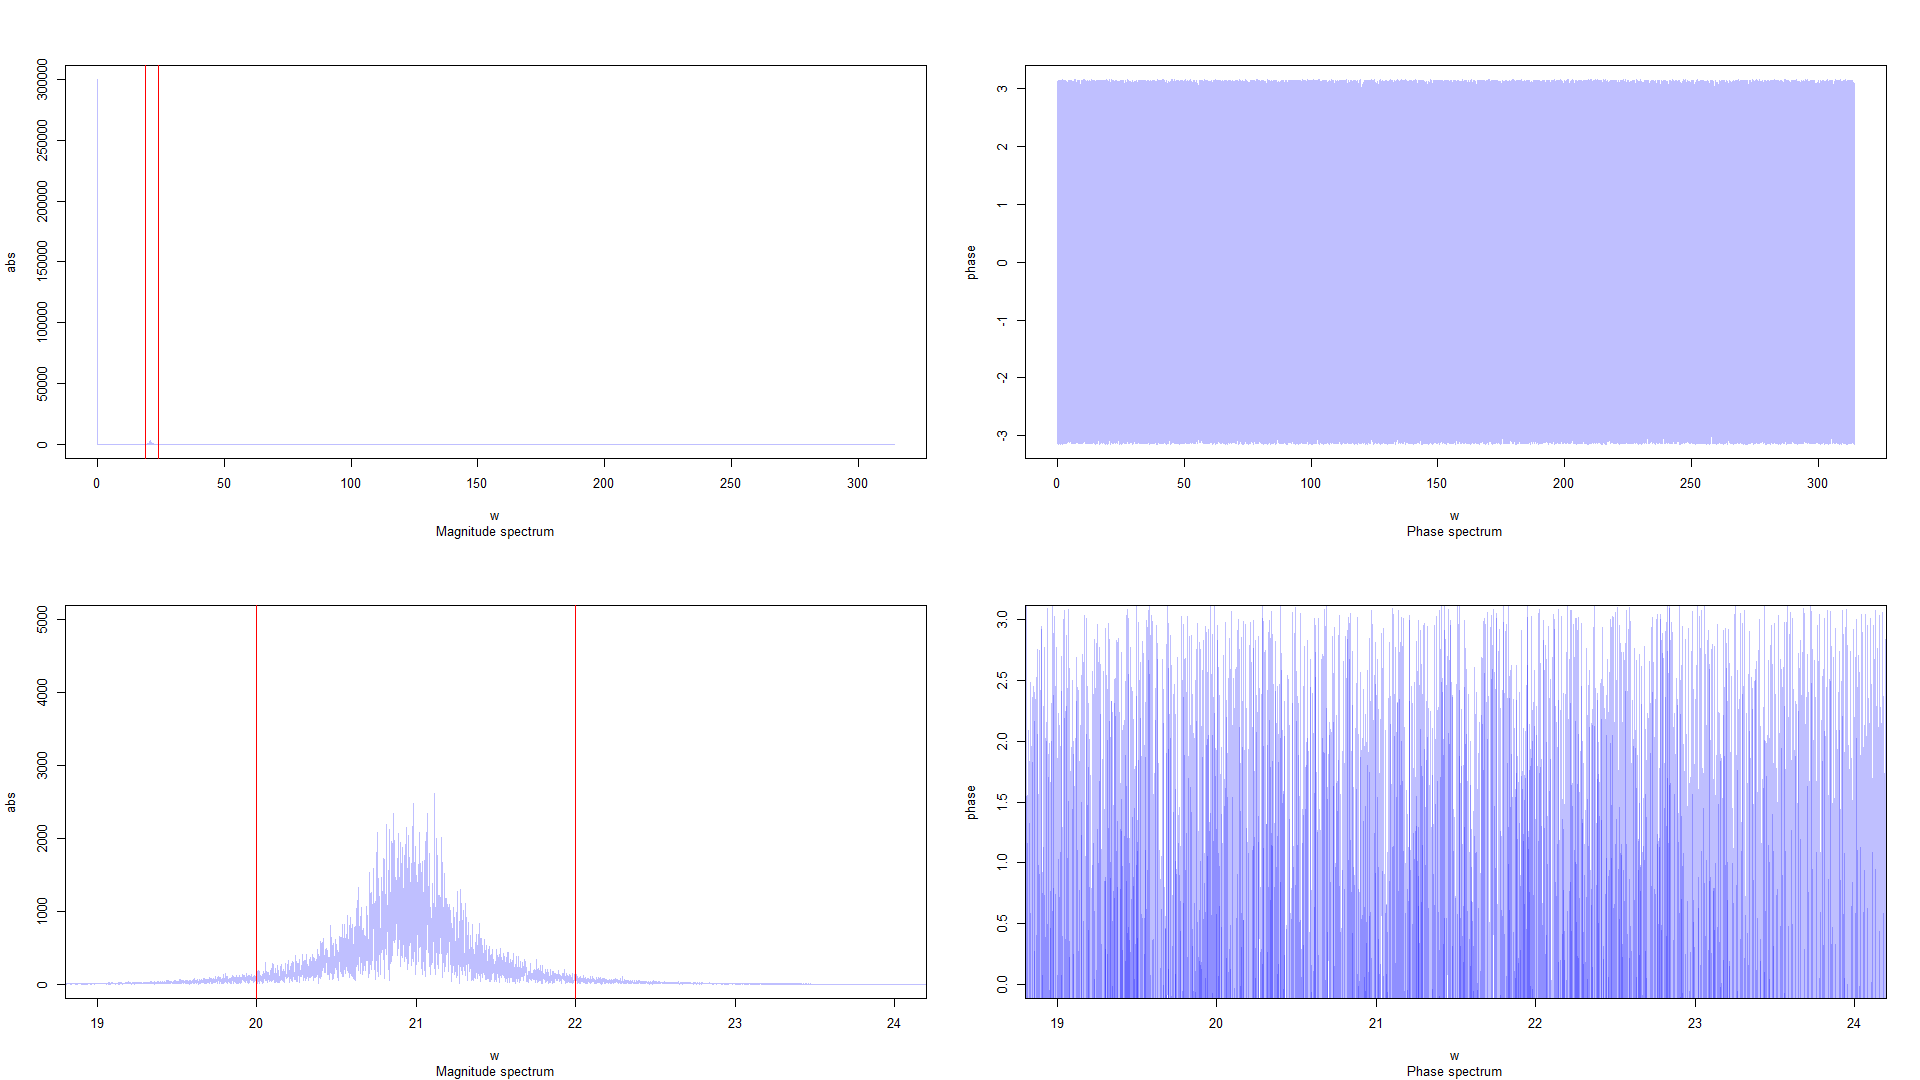 abs
300000
250000
200000
150000
100000
50000
0
0 50 100 150 200 250 300
w
Magnitude spectrum
phase
3
2
1
0
-1
-2
-3
0 50 100 150 200 250 300
w
Phase spectrum
abs
5000
4000
3000
2000
1000
0
19 20 21 22 23 24
w
Magnitude spectrum
phase
3.0
2.5
2.0
1.5
1.0
0.5
0.0
19 20 21 22 23 24
w
Phase spectrum